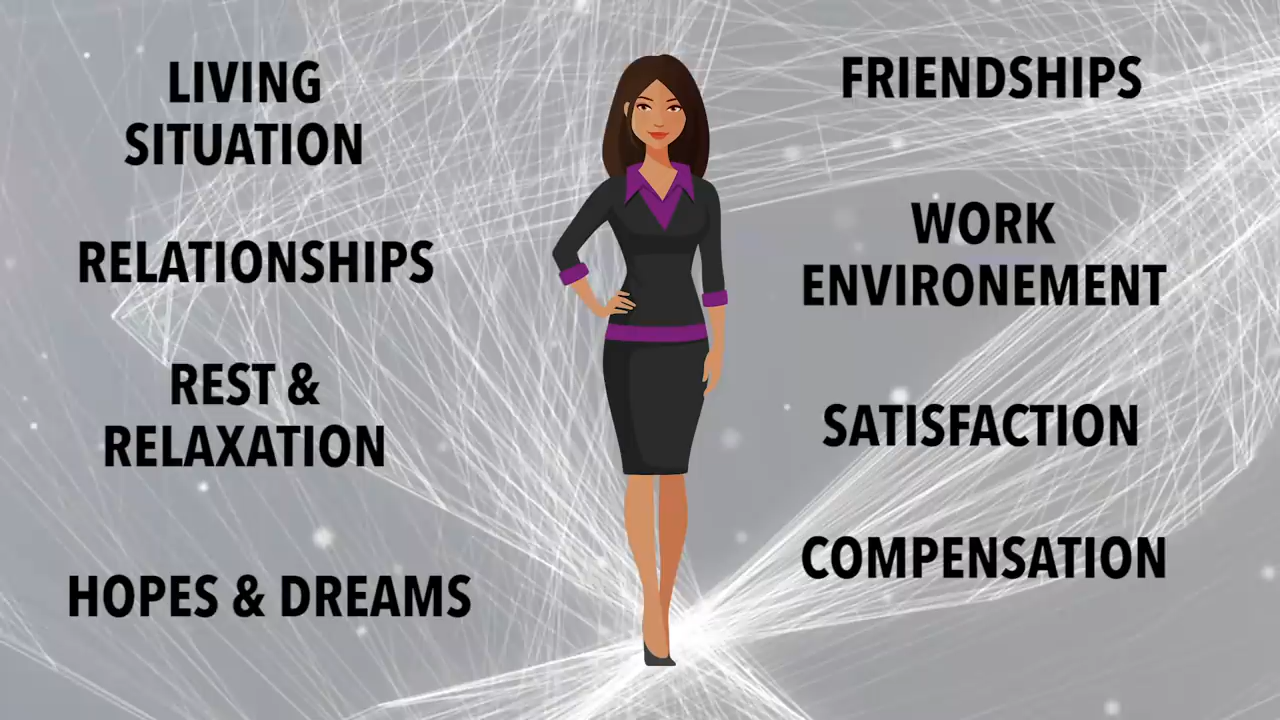 LIVING
SITUATION
RELATIONSHIPS
REST &
RELAXATION
HOPES & DREAMS
FRIENDSHIPS
WORK
ENVIRONEMENT
SATISFACTION
COMPENSATION